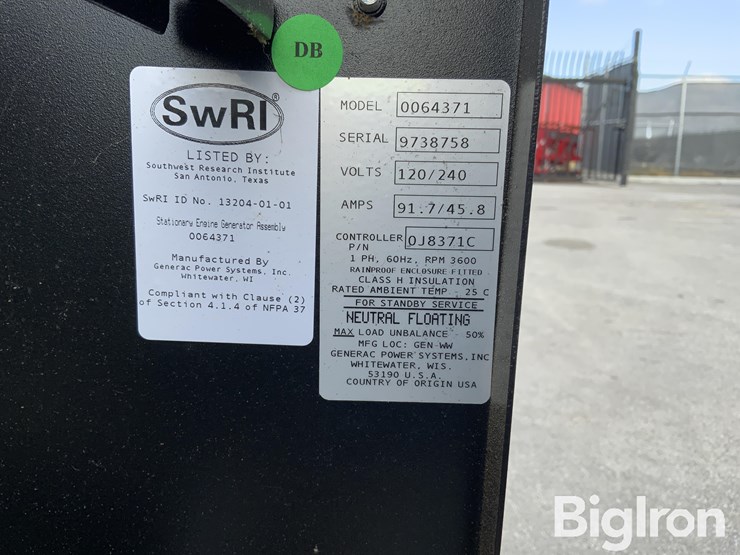 DB
SwRI®
LISTED BY:
Southwest Research Institute
San Antonio, Texas
SwRI ID No. 13204-01-01
Stationary Engine Generator Assembly
0064371
Manufactured By
Generac Power Systems, Inc.
Whitewater, WI
Compliant with Clause (2)
of Section 4.1.4 of NFPA 37
MODEL 0064371
SERIAL 9738758
VOLTS 120/240
AMPS 91.7/45.8
CONTROLLER P/N 0J8371C
1 PH, 60Hz, RPM 3600
RAINPROOF ENCLOSURE FITTED
CLASS H INSULATION
RATED AMBIENT TEMP - 25 C
FOR STANDBY SERVICE
NEUTRAL FLOATING
MAX LOAD UNBALANCE - 50%
MFG LOC: GEN-WW
GENERAC POWER SYSTEMS, INC
WHITEWATER, WIS.
53190 U.S.A.
COUNTRY OF ORIGIN USA
BigIron